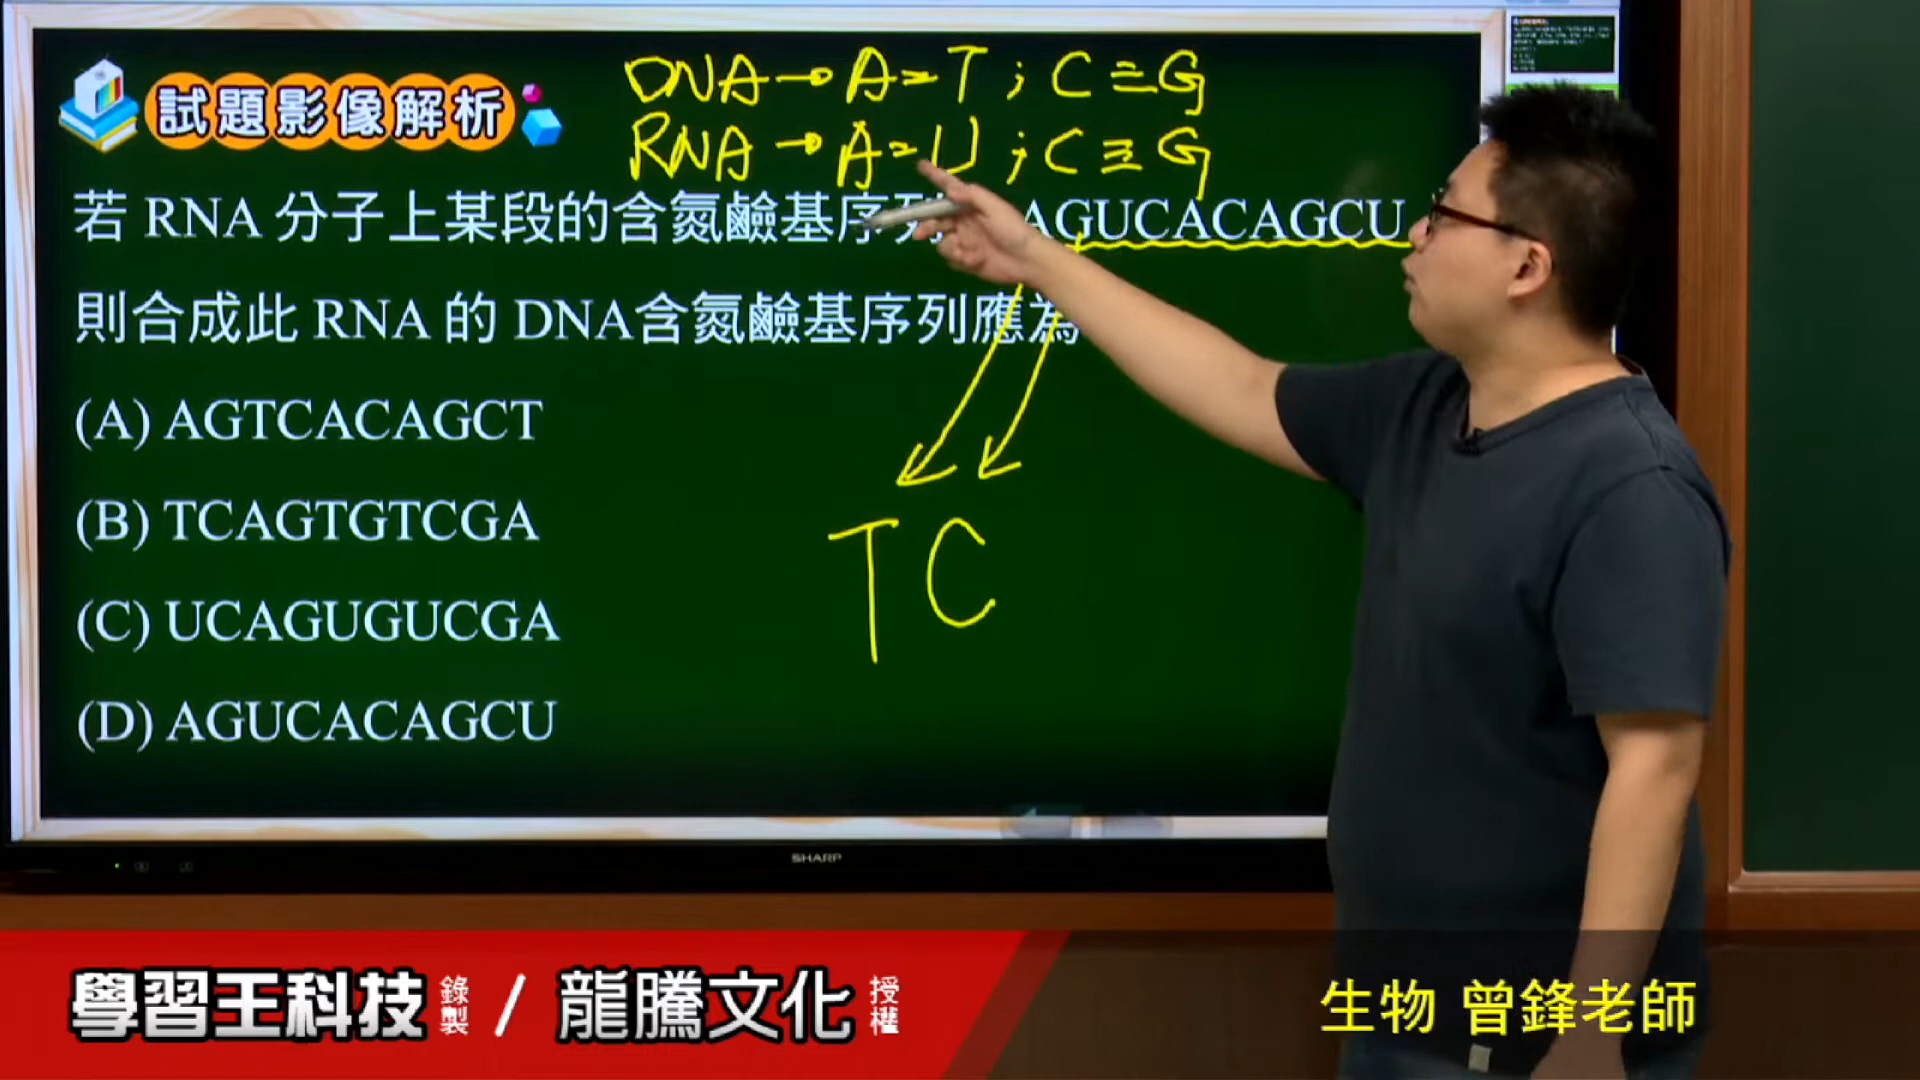 DNA→A=T;C≡G
試題影像解析
RNA→A=U;C≡G
若 RNA 分子上某段的含氮鹼基序列 AGUCACAGCU
則合成此 RNA 的 DNA含氮鹼基序列應為
(A) AGTCACAGCT
(B) TCAGTGTCGA
TC
(C) UCAGUGUCGA
(D) AGUCACAGCU
SHARP
學習王科技 錄製 / 龍騰文化 授權
生物 曾鋒老師